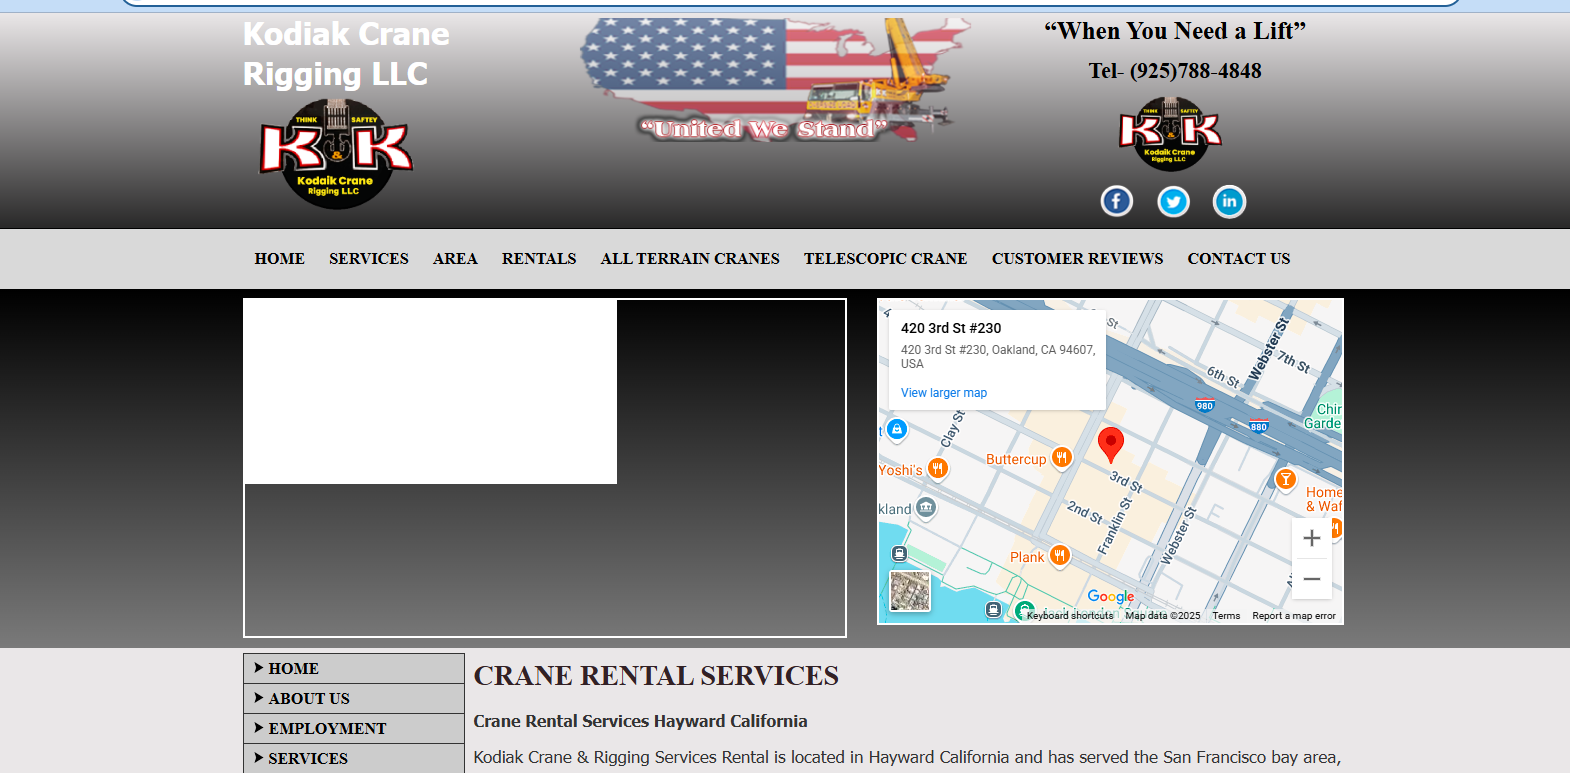 Kodiak Crane
Rigging LLC
THINK SAFTEY
K&K
Kodaik Crane
Rigging LLC
“United We Stand”
“When You Need a Lift”
Tel- (925)788-4848
THINK SAFTEY
K&K
Kodaik Crane
Rigging LLC
HOME SERVICES AREA RENTALS ALL TERRAIN CRANES TELESCOPIC CRANE CUSTOMER REVIEWS CONTACT US
420 3rd St #230
420 3rd St #230, Oakland, CA 94607,
USA
View larger map
St
Webster St
7th St
6th St
980
880
Chin
Garde
Clay St
Buttercup
Yoshi's
3rd St
kland
2nd St
Franklin St
Webster St
Home
& Waf
Plank
Google
Keyboard shortcuts Map data ©2025 Terms Report a map error
HOME
ABOUT US
EMPLOYMENT
SERVICES
CRANE RENTAL SERVICES
Crane Rental Services Hayward California
Kodiak Crane & Rigging Services Rental is located in Hayward California and has served the San Francisco bay area,